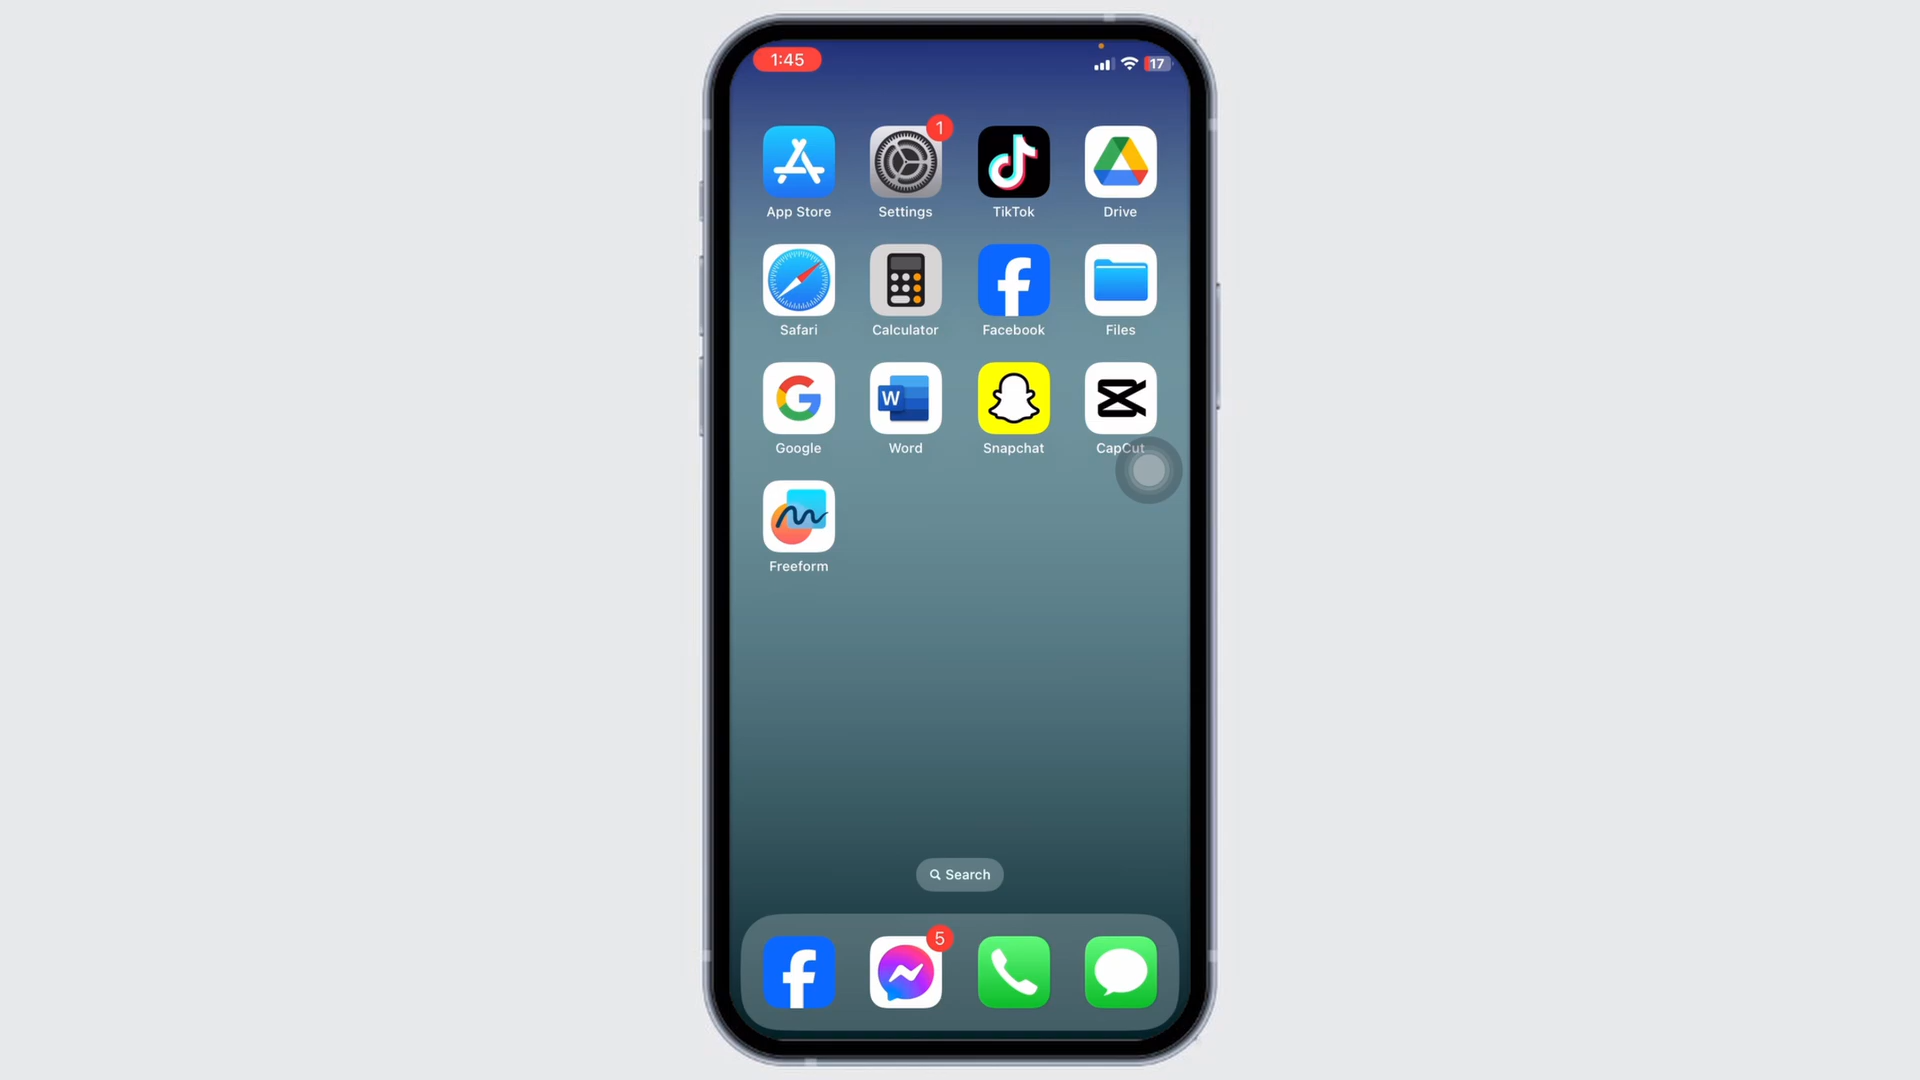 1:45
17
1
App Store Settings TikTok Drive
Safari Calculator Facebook Files
W
Google Word Snapchat CapCut
Freeform
Search
5